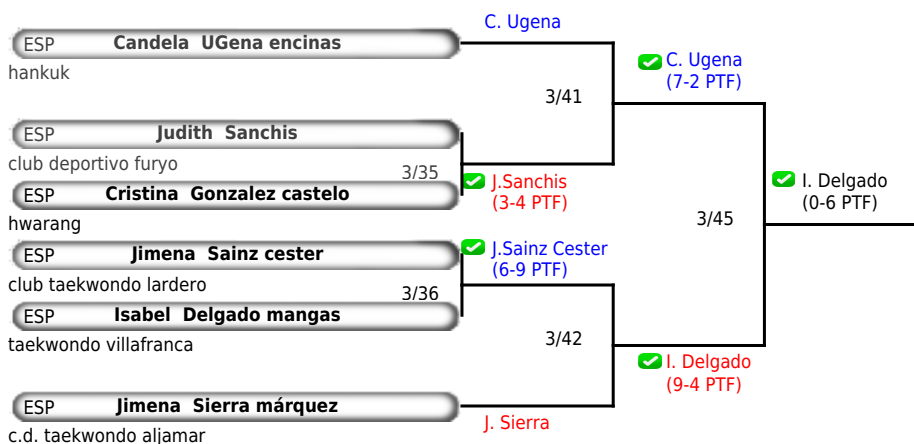 C. Ugena
ESP Candela UGena encinas
hankuk
C. Ugena
(7-2 PTF)
3/41
ESP Judith Sanchis
club deportivo furyo
3/35
J.Sanchis
(3-4 PTF)
I. Delgado
(0-6 PTF)
ESP Cristina Gonzalez castelo
hwarang
3/45
ESP Jimena Sainz cester
J.Sainz Cester
(6-9 PTF)
club taekwondo lardero
3/36
ESP Isabel Delgado mangas
taekwondo villafranca
3/42
I. Delgado
(9-4 PTF)
ESP Jimena Sierra márquez
J. Sierra
c.d. taekwondo aljamar